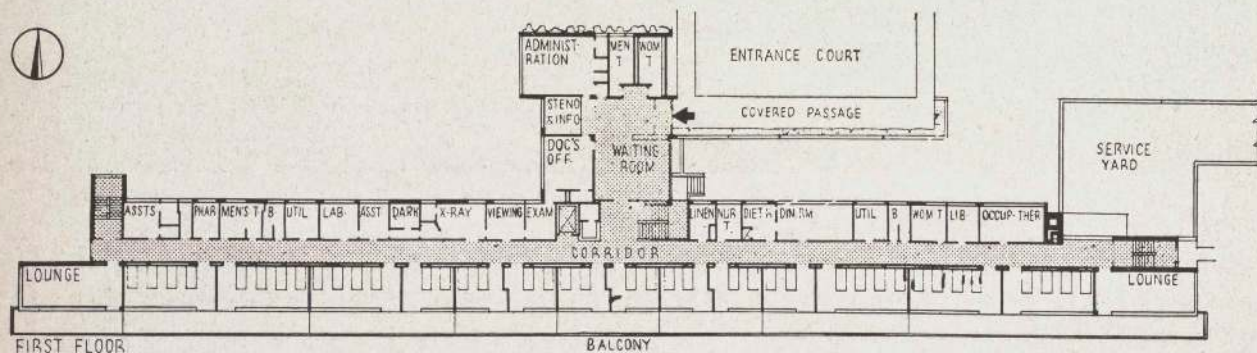 ADMINIST-
RATION
MEN
T
WOM
T
ENTRANCE COURT
STENO
& INFO
COVERED PASSAGE
DOC'S
OFF.
WAITING
ROOM
SERVICE
YARD
ASSTS
PHAR
MEN'S T
B
UTIL
LAB
ASST
DARK
X-RAY
VIEWING
EXAM
LINEN
NUR
T
DIET K
DIN. RM
UTIL
B
WOM T
LIB
OCCUP-THER
CORRIDOR
LOUNGE
LOUNGE
FIRST FLOOR
BALCONY